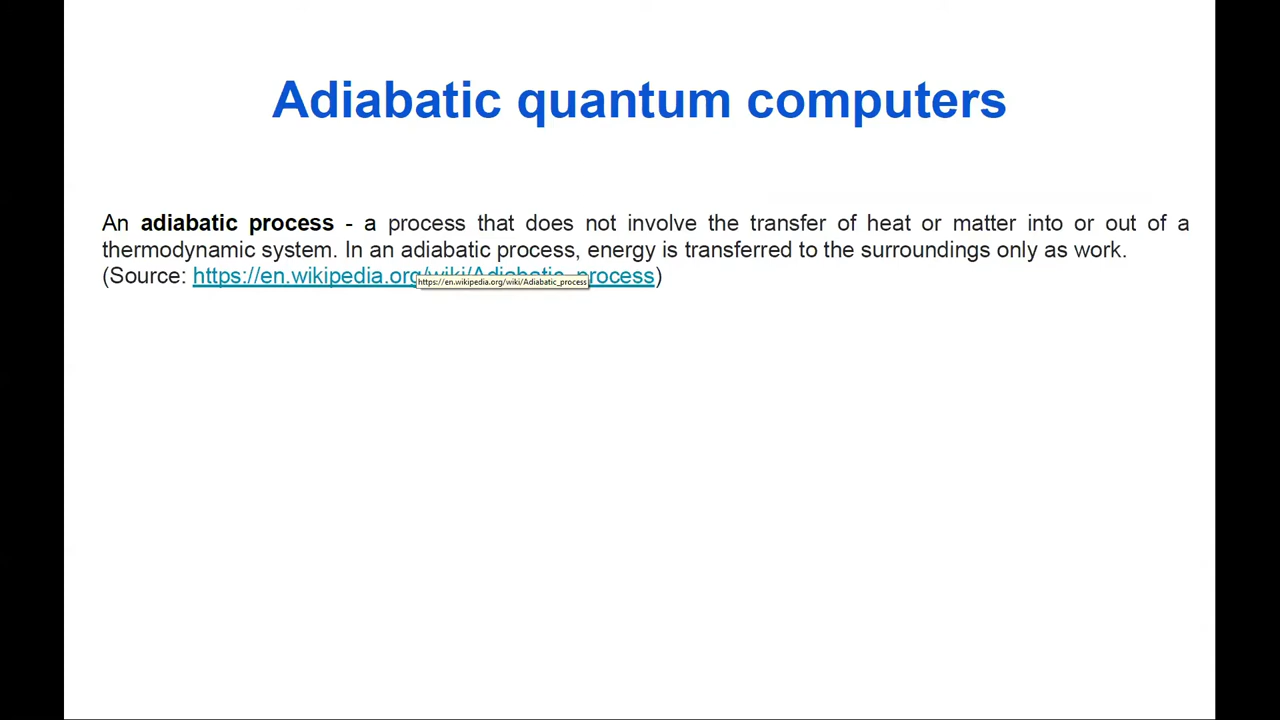 Adiabatic quantum computers
An adiabatic process - a process that does not involve the transfer of heat or matter into or out of a
thermodynamic system. In an adiabatic process, energy is transferred to the surroundings only as work.
(Source: https://en.wikipedia.org/wiki/Adiabatic_process)
https://en.wikipedia.org/wiki/Adiabatic_process